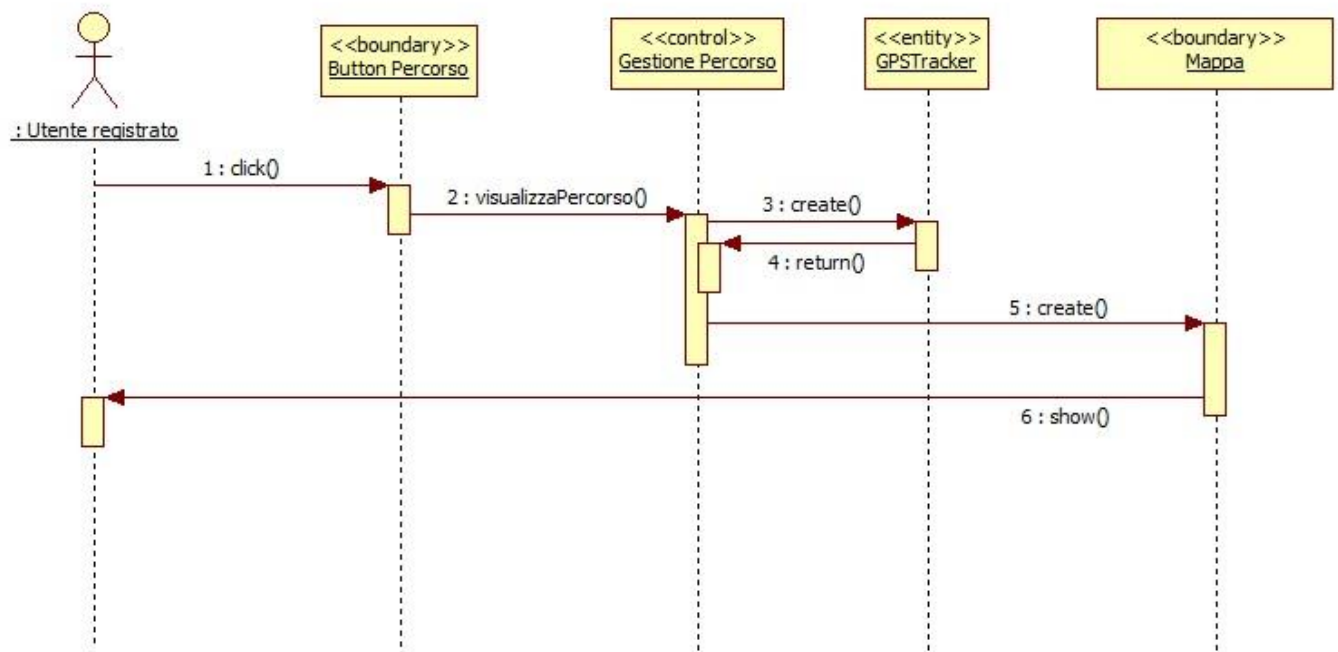 <<boundary>>
Button Percorso
<<control>>
Gestione Percorso
<<entity>>
GPSTracker
<<boundary>>
Mappa
: Utente registrato
1 : click()
2 : visualizzaPercorso()
3 : create()
4 : return()
5 : create()
6 : show()